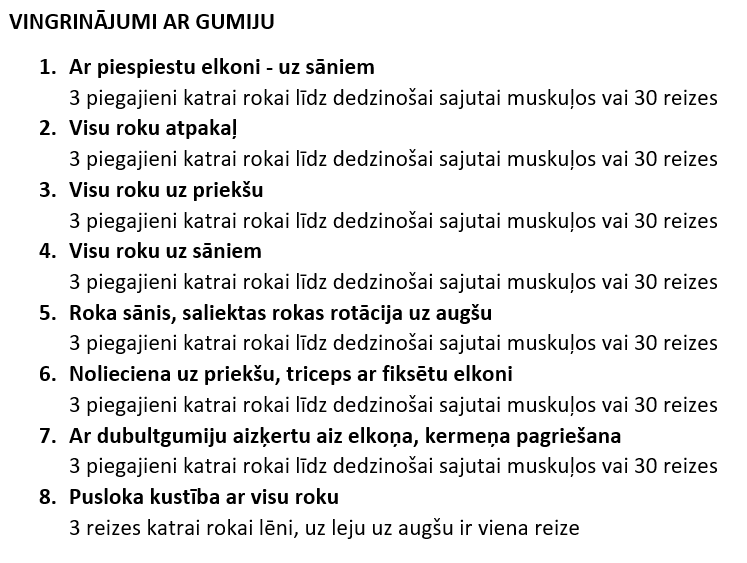 VINGRINĀJUMI AR GUMIJU
1. Ar piespiestu elkoni - uz sāniem
3 piegajieni katrai rokai līdz dedzinošai sajutai muskuļos vai 30 reizes
2. Visu roku atpakaļ
3 piegajieni katrai rokai līdz dedzinošai sajutai muskuļos vai 30 reizes
3. Visu roku uz priekšu
3 piegajieni katrai rokai līdz dedzinošai sajutai muskuļos vai 30 reizes
4. Visu roku uz sāniem
3 piegajieni katrai rokai līdz dedzinošai sajutai muskuļos vai 30 reizes
5. Roka sānis, saliektas rokas rotācija uz augšu
3 piegajieni katrai rokai līdz dedzinošai sajutai muskuļos vai 30 reizes
6. Nolieciena uz priekšu, triceps ar fiksētu elkoni
3 piegajieni katrai rokai līdz dedzinošai sajutai muskuļos vai 30 reizes
7. Ar dubultgumiju aizķertu aiz elkoņa, kermeņa pagriešana
3 piegajieni katrai rokai līdz dedzinošai sajutai muskuļos vai 30 reizes
8. Pusloka kustība ar visu roku
3 reizes katrai rokai lēni, uz leju uz augšu ir viena reize